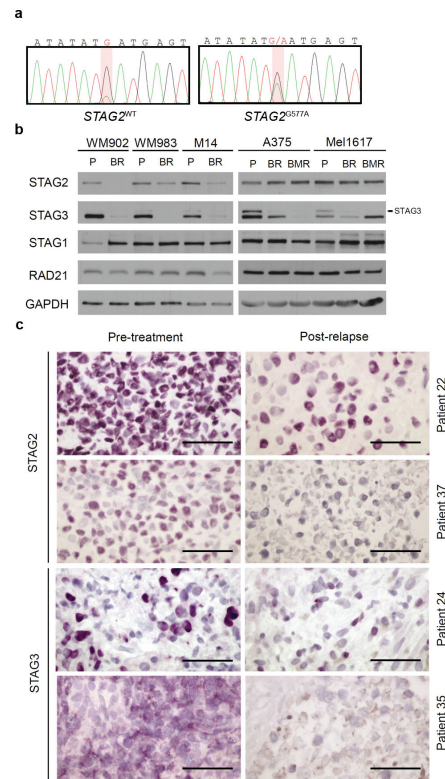 a
A T A T A T G A T G A G T
A T A T A T G/A A T G A G T
STAG2WT
STAG2G577A
b
WM902 WM983 M14 A375 Mel1617
P BR P BR P BR P BR BMR P BR BMR
STAG2
STAG3
STAG3
STAG1
RAD21
GAPDH
c
Pre-treatment Post-relapse
STAG2
Patient 22
Patient 37
STAG3
Patient 24
Patient 35